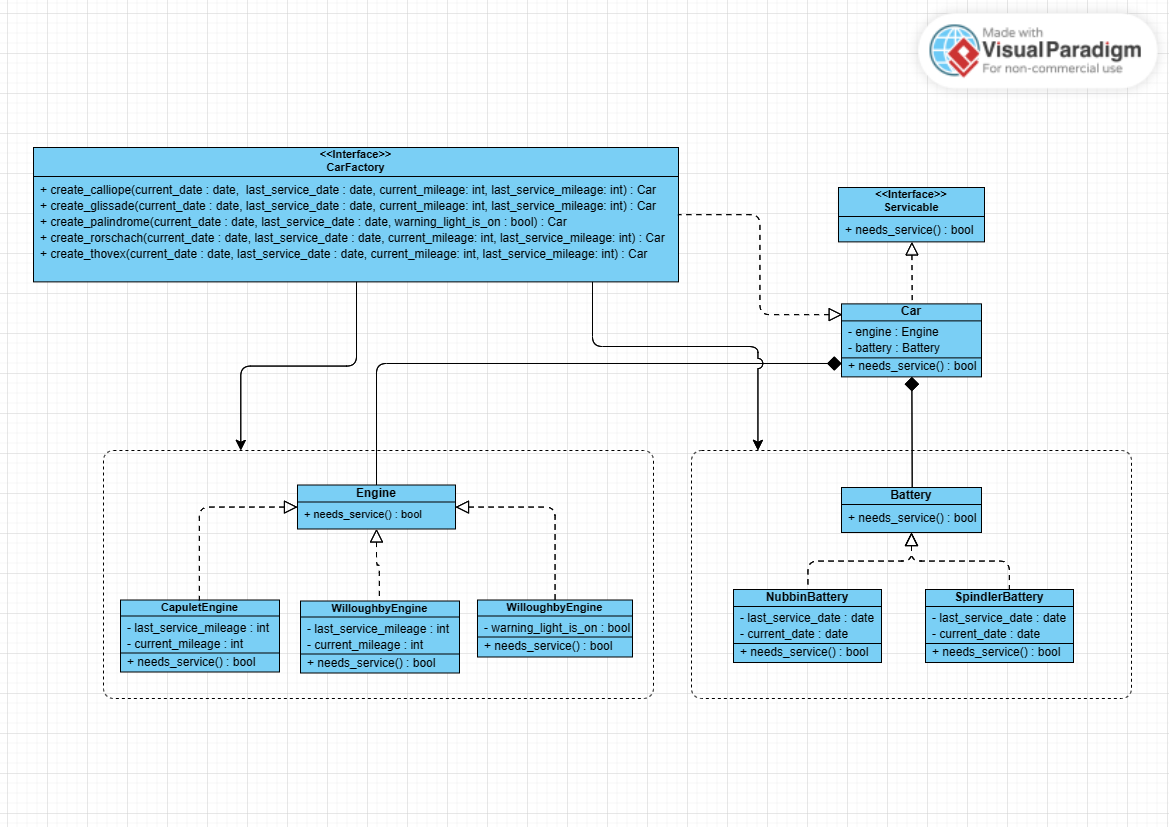 Made with
VisualParadigm
For non-commercial use
<<Interface>>
CarFactory
+ create_calliope(current_date : date, last_service_date : date, current_mileage: int, last_service_mileage: int) : Car
+ create_glissade(current_date : date, last_service_date : date, current_mileage: int, last_service_mileage: int) : Car
+ create_palindrome(current_date : date, last_service_date : date, warning_light_is_on : bool) : Car
+ create_rorschach(current_date : date, last_service_date : date, current_mileage: int, last_service_mileage: int) : Car
+ create_thovex(current_date : date, last_service_date : date, current_mileage: int, last_service_mileage: int) : Car
<<Interface>>
Servicable
+ needs_service() : bool
Car
- engine : Engine
- battery : Battery
+ needs_service() : bool
Engine
+ needs_service() : bool
Battery
+ needs_service() : bool
CapuletEngine
- last_service_mileage : int
- current_mileage : int
+ needs_service() : bool
WilloughbyEngine
- last_service_mileage : int
- current_mileage : int
+ needs_service() : bool
WilloughbyEngine
- warning_light_is_on : bool
+ needs_service() : bool
NubbinBattery
- last_service_date : date
- current_date : date
+ needs_service() : bool
SpindlerBattery
- last_service_date : date
- current_date : date
+ needs_service() : bool